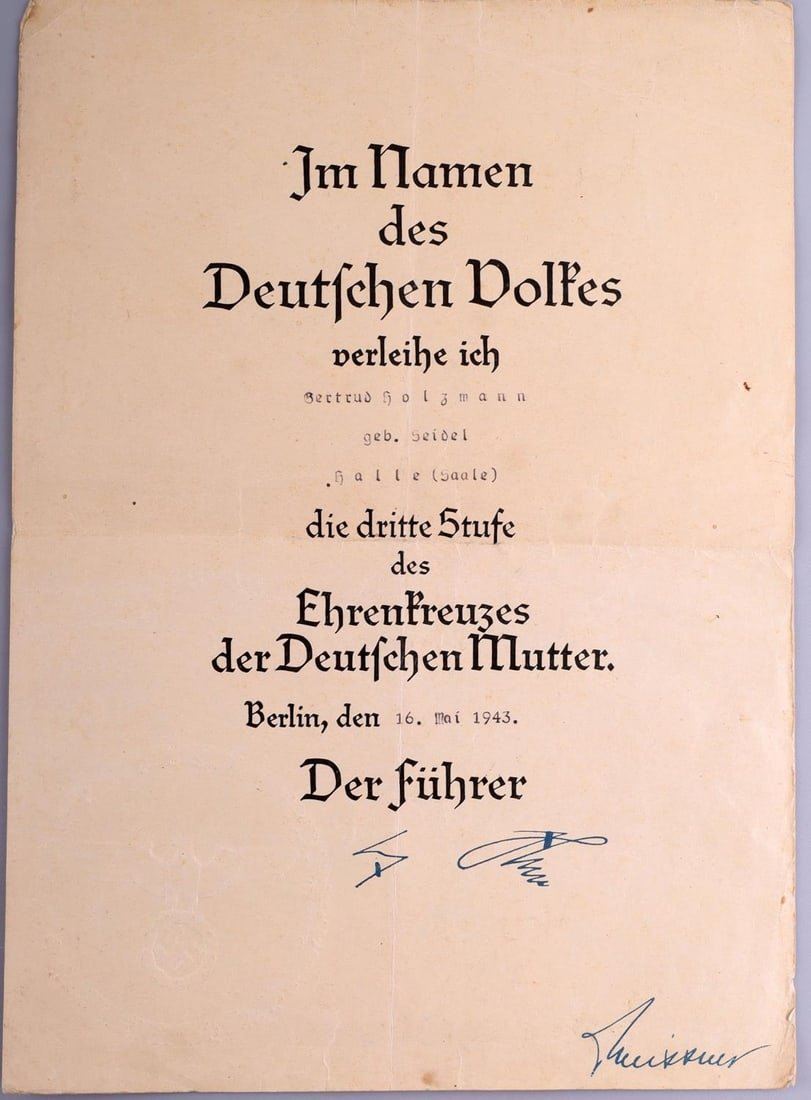 Im Namen
des
Deutſchen Volkes
verleihe ich
Gertrud Holzmann
geb. Seidel
Halle (Saale)
die dritte Stufe
des
Ehrenkreuzes
der Deutſchen Mutter.
Berlin, den 16. Mai 1943.
Der Führer
Meissner